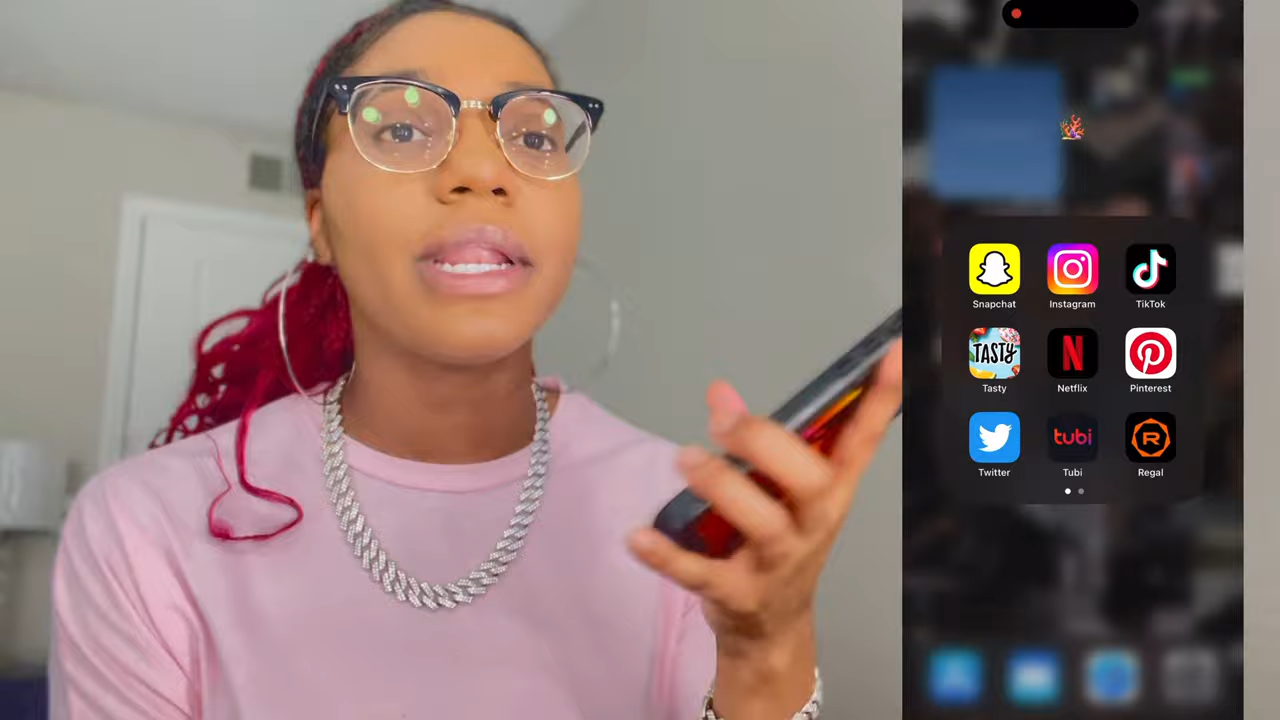 Snapchat Instagram TikTok
TASTY
Tasty Netflix Pinterest
tubi
Twitter Tubi Regal